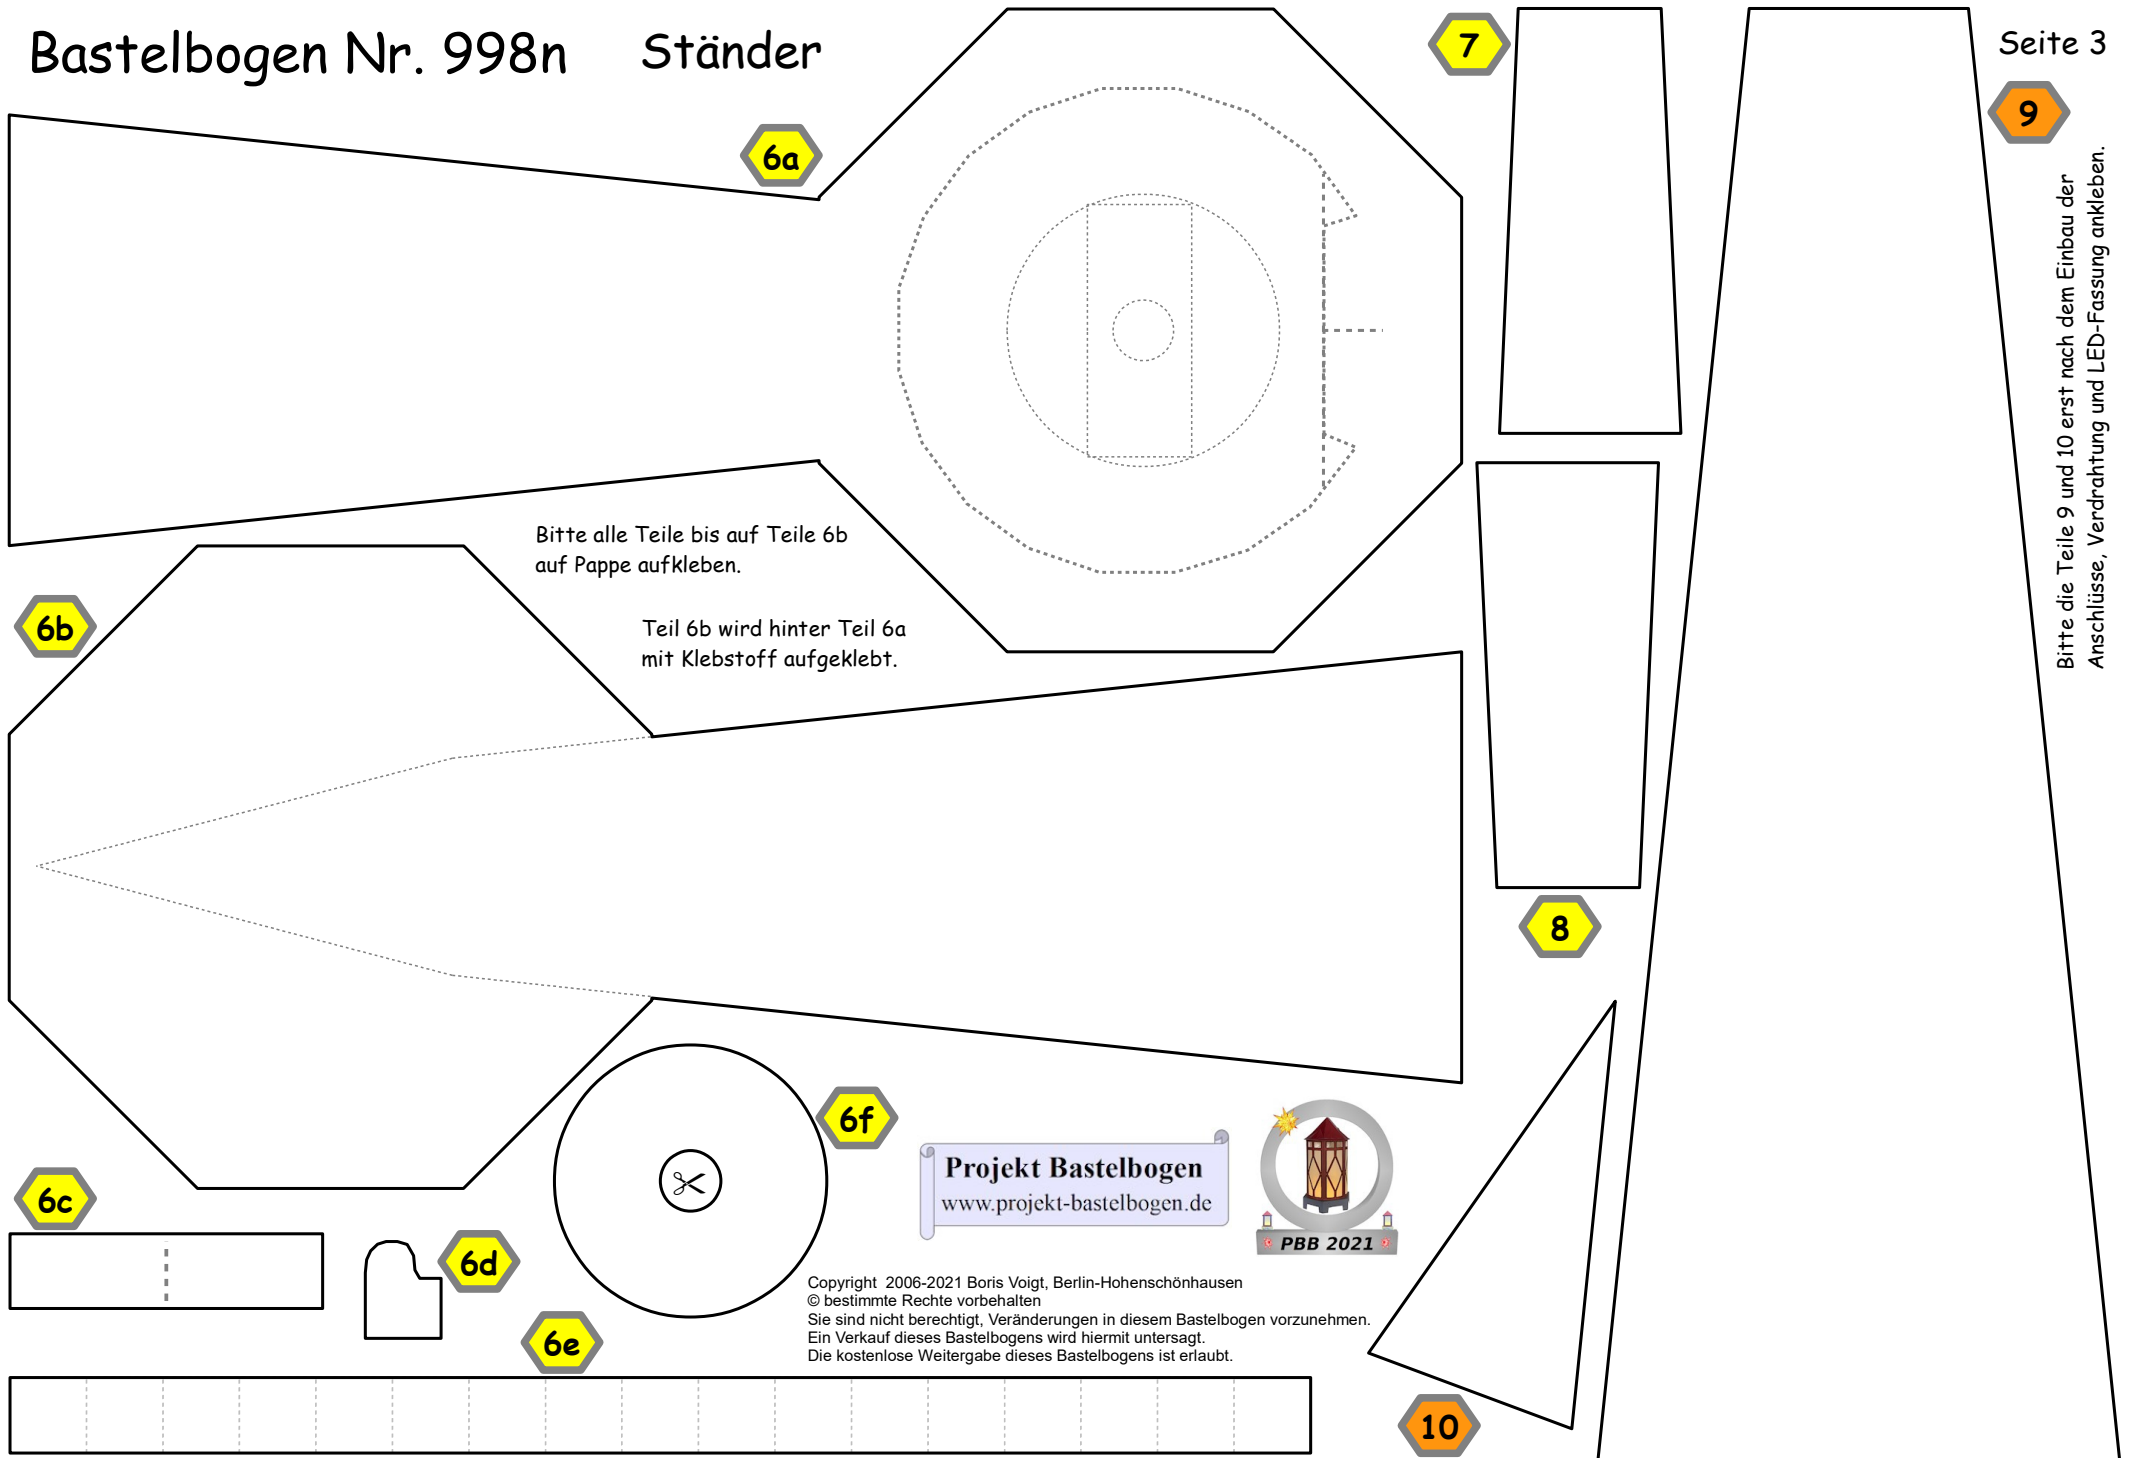 Bastelbogen Nr. 998n
Ständer
Seite 3
7
9
6a
Bitte die Teile 9 und 10 erst nach dem Einbau der
Anschlüsse, Verdrahtung und LED-Fassung ankleben.
Bitte alle Teile bis auf Teile 6b
auf Pappe aufkleben.
6b
Teil 6b wird hinter Teil 6a
mit Klebstoff aufgeklebt.
8
6f
Projekt Bastelbogen
www.projekt-bastelbogen.de
PBB 2021
6c
6d
6e
Copyright  2006-2021 Boris Voigt, Berlin-Hohenschönhausen
© bestimmte Rechte vorbehalten
Sie sind nicht berechtigt, Veränderungen in diesem Bastelbogen vorzunehmen.
Ein Verkauf dieses Bastelbogens wird hiermit untersagt.
Die kostenlose Weitergabe dieses Bastelbogens ist erlaubt.
10